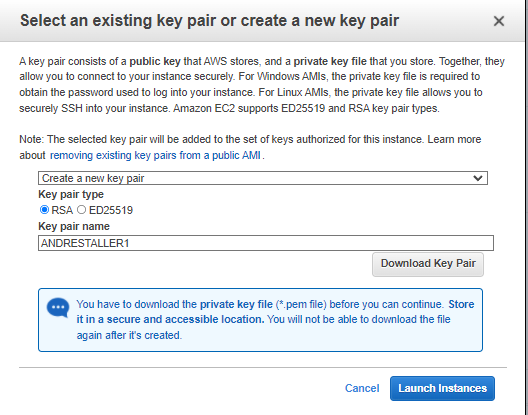 Select an existing key pair or create a new key pair
×
A key pair consists of a public key that AWS stores, and a private key file that you store. Together, they
allow you to connect to your instance securely. For Windows AMIs, the private key file is required to
obtain the password used to log into your instance. For Linux AMIs, the private key file allows you to
securely SSH into your instance. Amazon EC2 supports ED25519 and RSA key pair types.
Note: The selected key pair will be added to the set of keys authorized for this instance. Learn more
about removing existing key pairs from a public AMI.
Create a new key pair
Key pair type
RSA ED25519
Key pair name
ANDRESTALLER1
Download Key Pair
You have to download the private key file (*.pem file) before you can continue. Store
it in a secure and accessible location. You will not be able to download the file
again after it's created.
Cancel Launch Instances